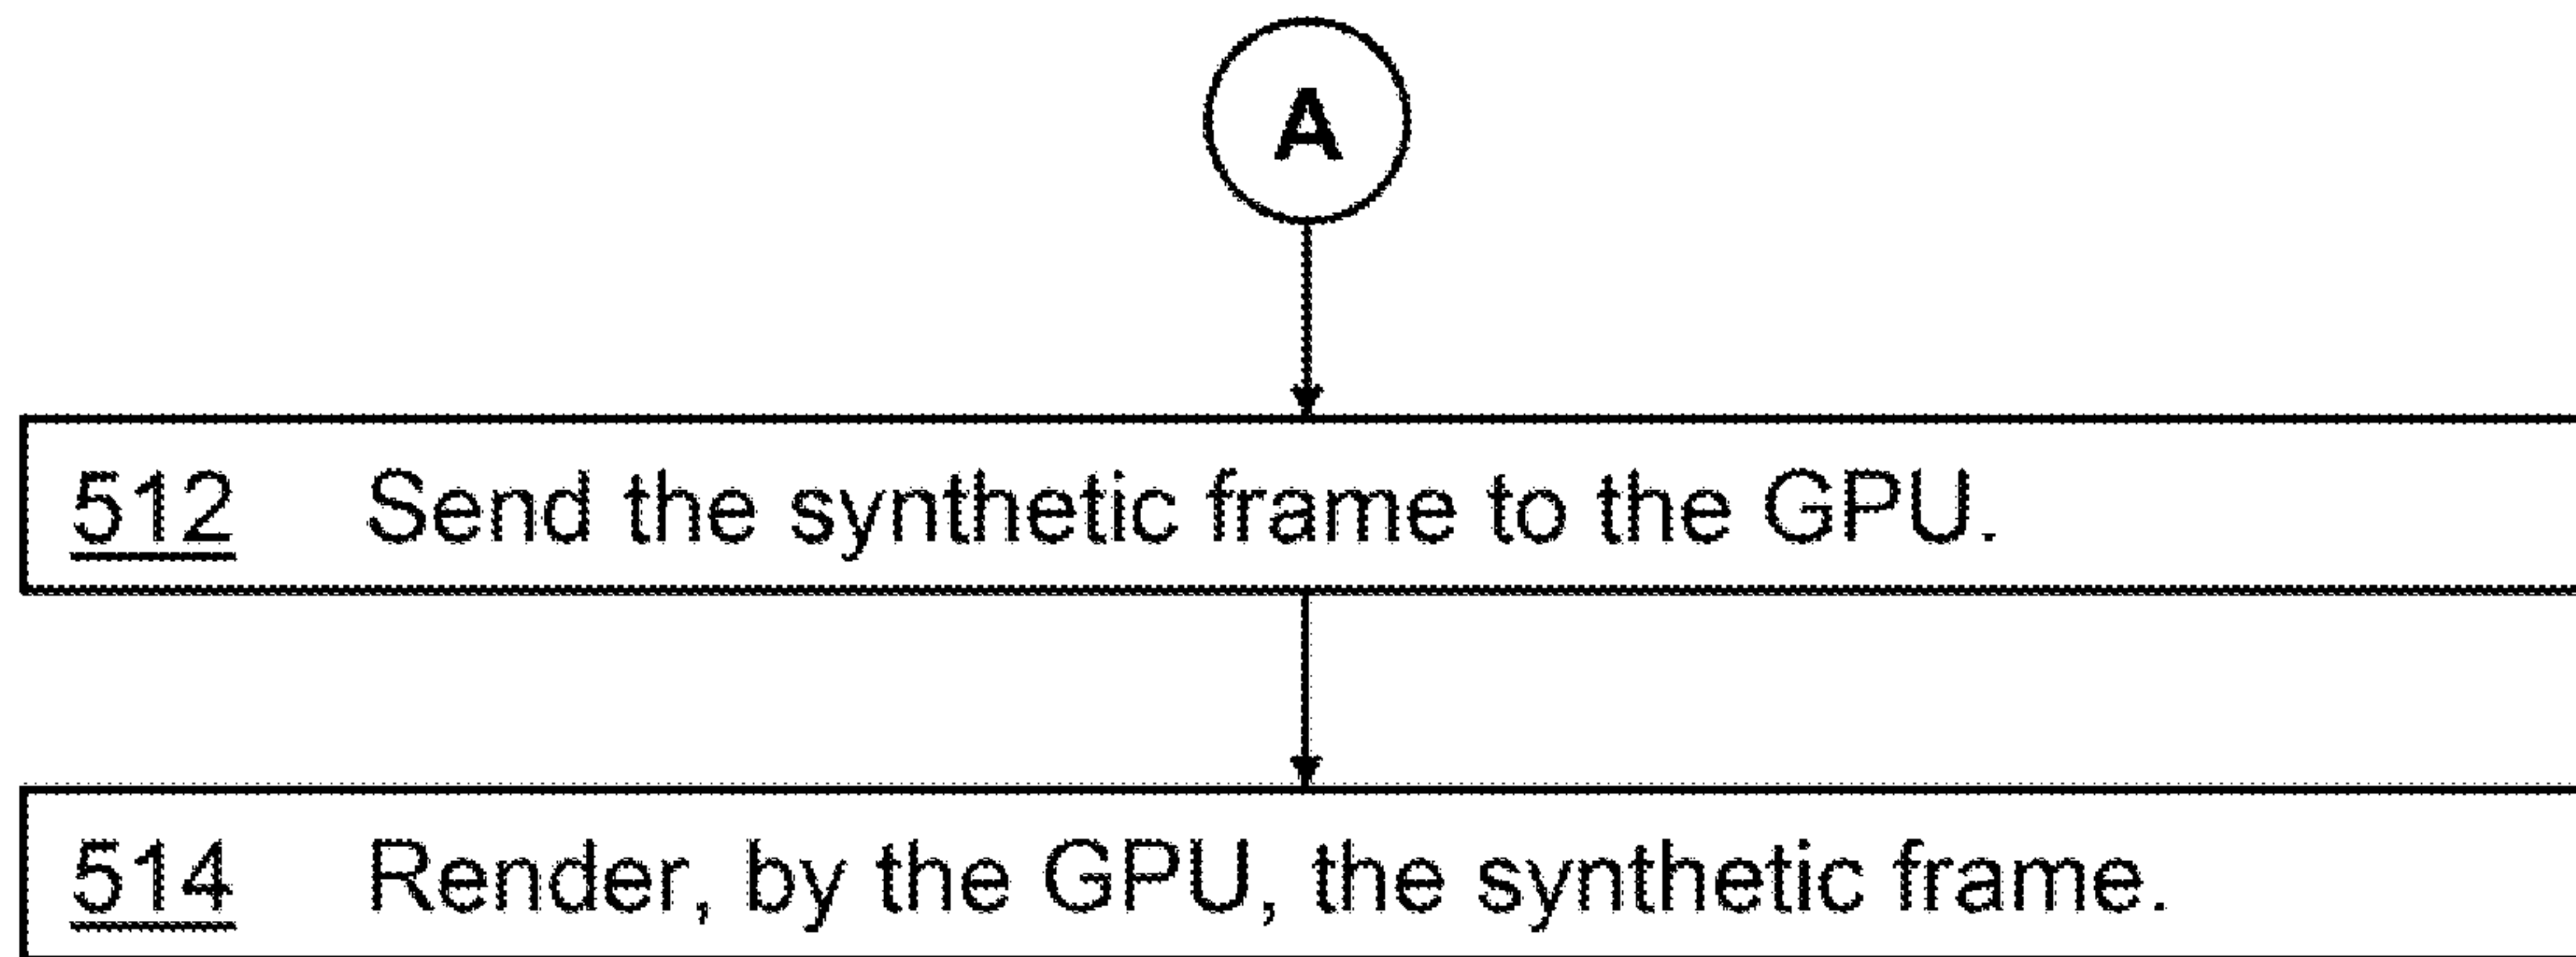 A
512 Send the synthetic frame to the GPU.
514 Render, by the GPU, the synthetic frame.